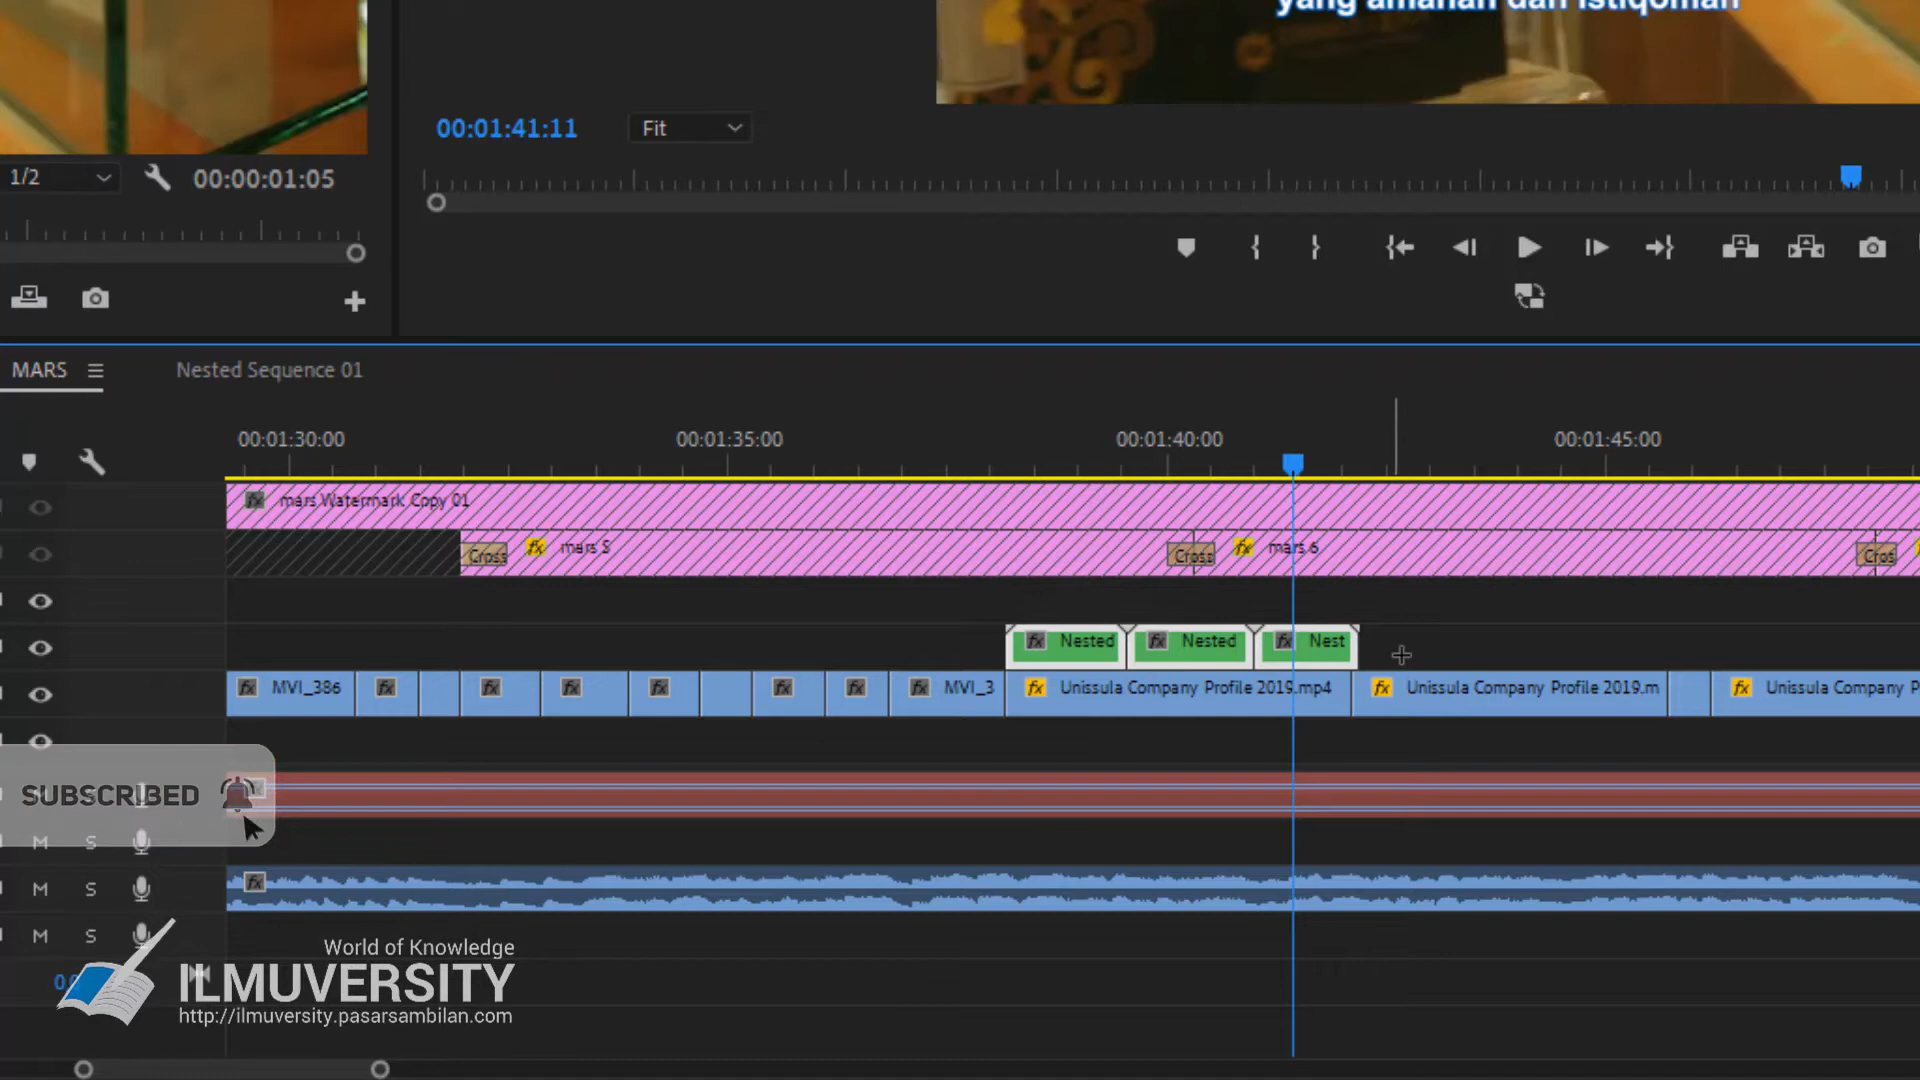 yang amanah dan istiqomah
00:01:41:11
Fit
1/2
00:00:01:05
MARS
Nested Sequence 01
00:01:30:00
00:01:35:00
00:01:40:00
00:01:45:00
fx mars Watermark Copy 01
Cross fx mars 5 Cross fx mars 6 Cros
fx Nested fx Nested fx Nest
fx MVI_386 fx fx fx fx fx fx fx MVI_3 fx Unissula Company Profile 2019.mp4 fx Unissula Company Profile 2019.m fx Unissula Company P
SUBSCRIBED
M S
M S fx
M S
World of Knowledge
ILMUVERSITY
http://ilmuversity.pasarsambilan.com